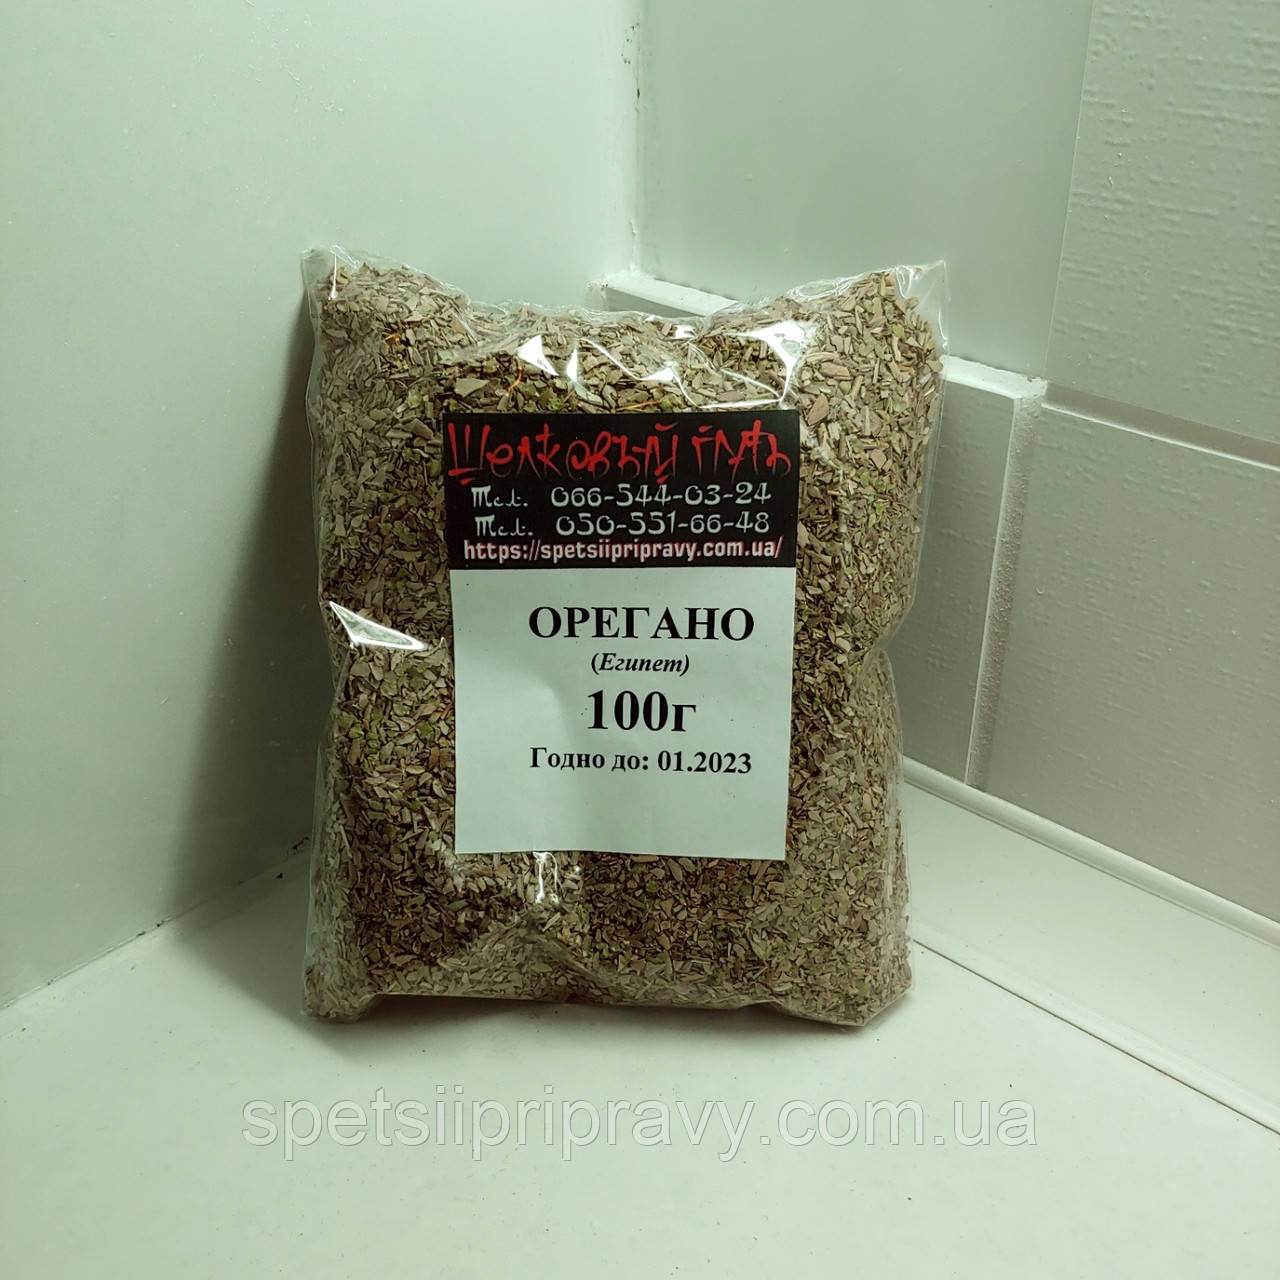 Шелковый путь
Тел. 066-544-03-24
Тел. 050-551-66-48
https://spetsiipripravy.com.ua/
ОРЕГАНО
(Египет)
100г
Годно до: 01.2023
spetsiipripravy.com.ua